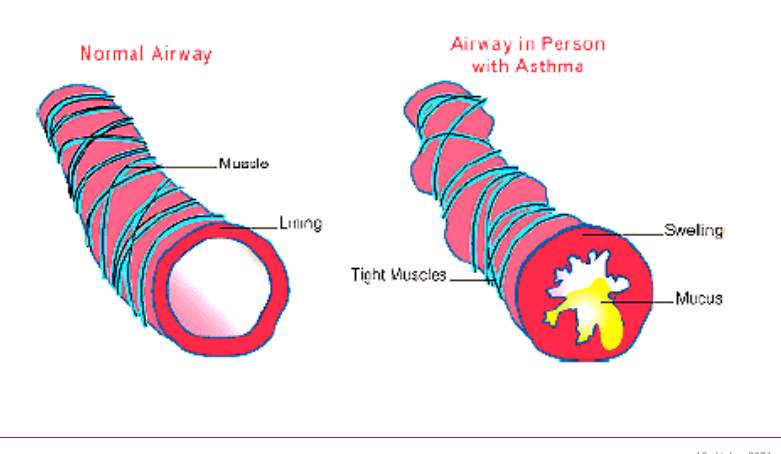 Normal Airway
Airway in Person
with Asthma
Muscle
Lining
Swelling
Tight Muscles
Mucus